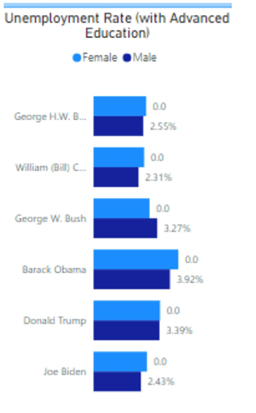 Unemployment Rate (with Advanced
Education)
Female Male
George H.W. B...
0.0
2.55%
William (Bill) C...
0.0
2.31%
George W. Bush
0.0
3.27%
Barack Obama
0.0
3.92%
Donald Trump
0.0
3.39%
Joe Biden
0.0
2.43%